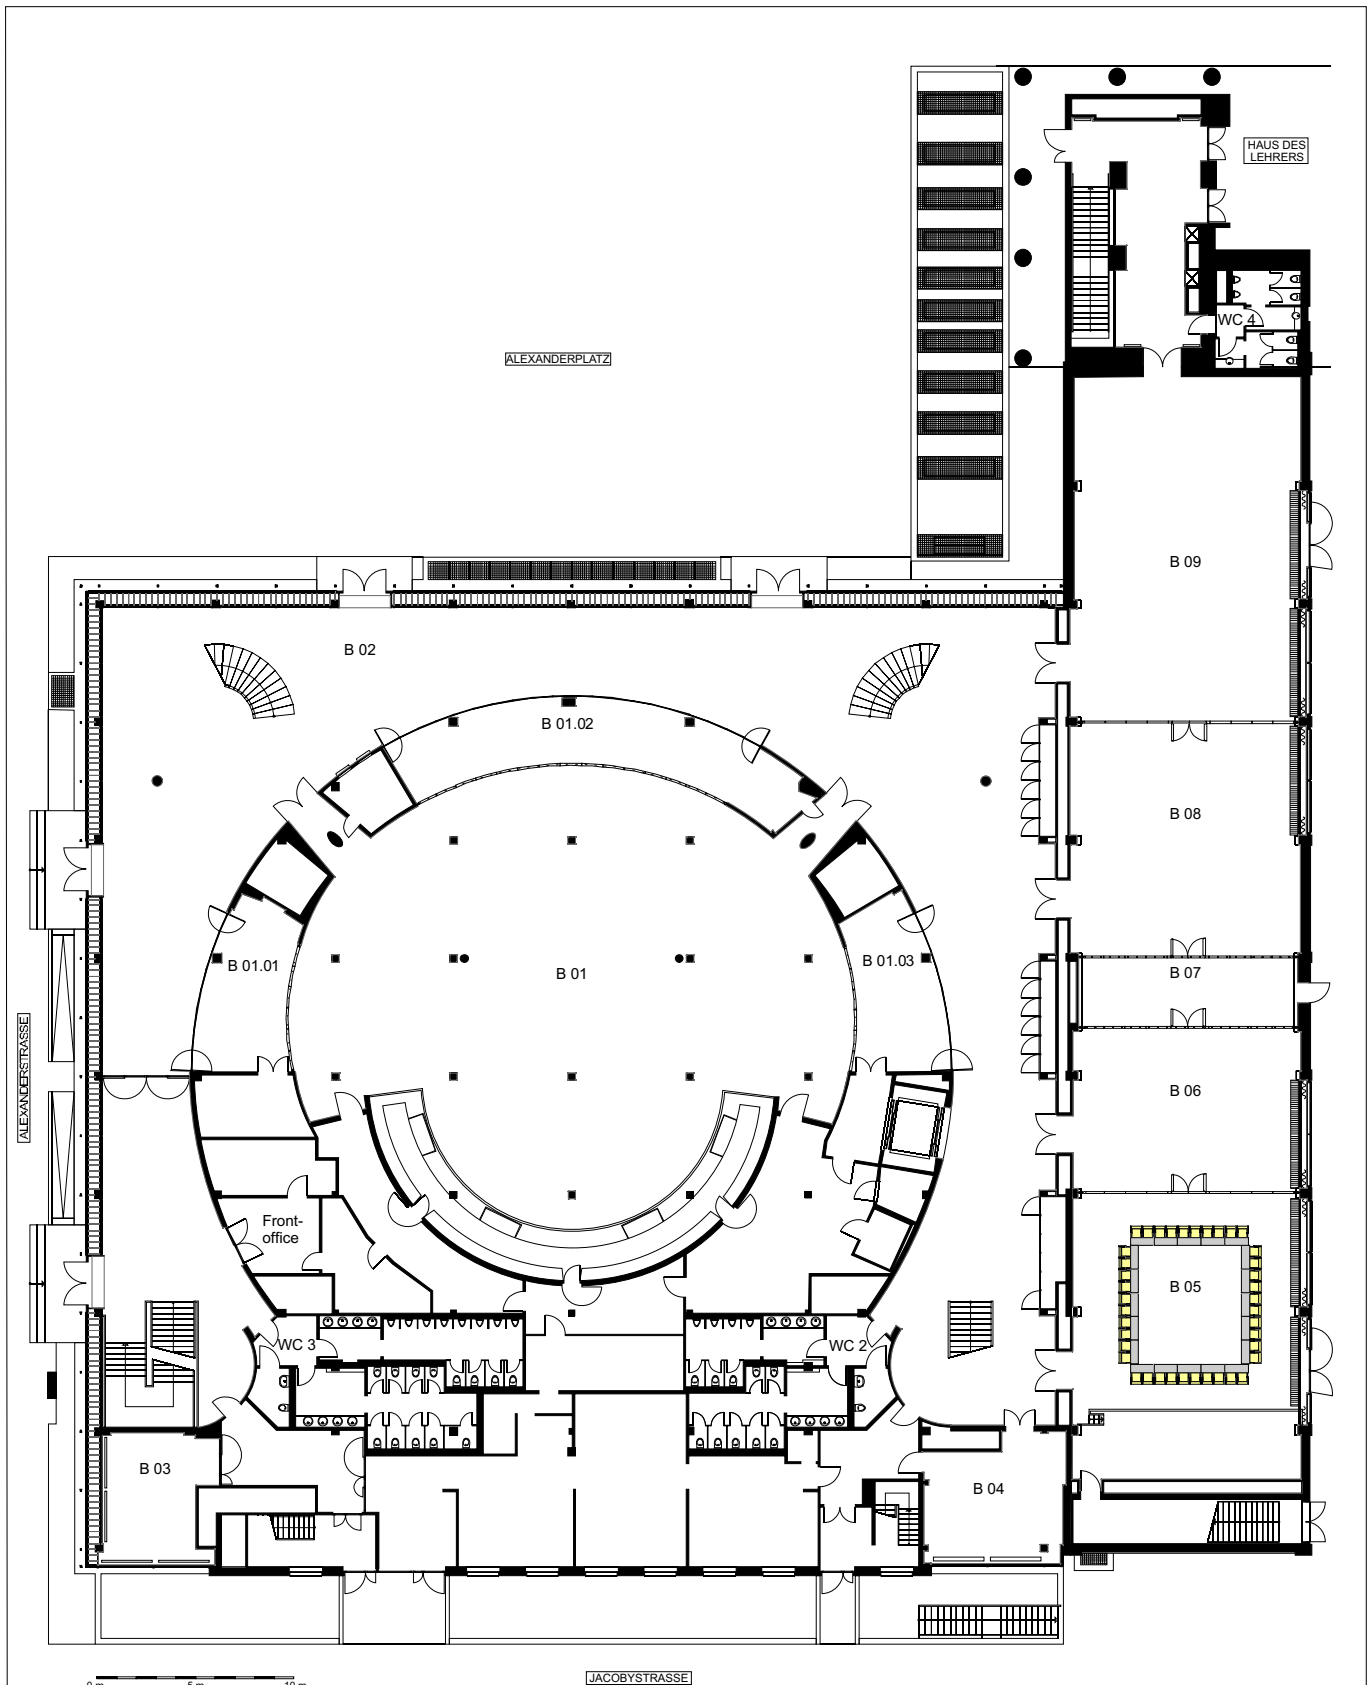 HAUS DES
LEHRERS
WC 4
ALEXANDERPLATZ
B 09
B 02
B 01.02
B 08
B 01.01
B 01
B 01.03
B 07
ALEXANDERSTRASSE
B 06
Front-
office
B 05
WC 3
WC 2
B 03
B 04
0 m 5 m 10 m
JACOBYSTRASSE